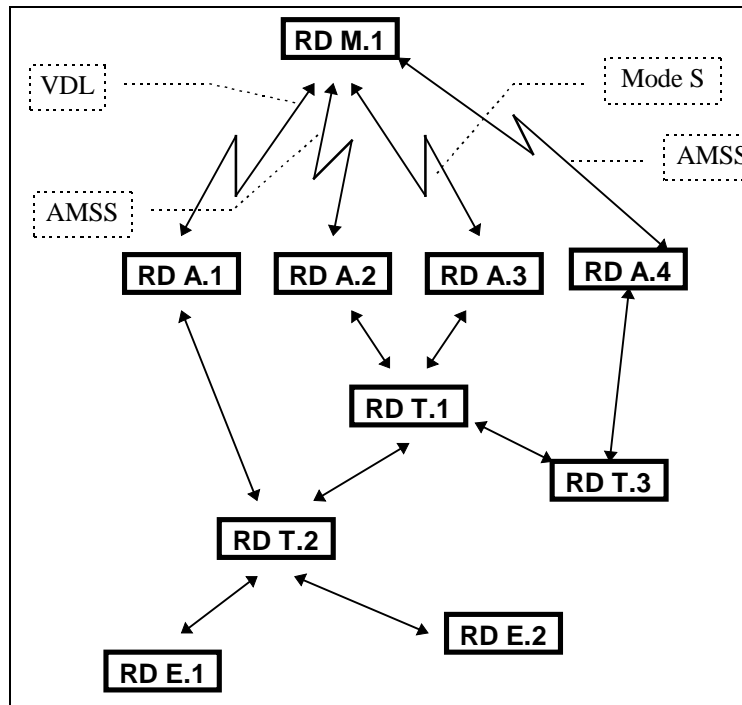 RD M.1
VDL
Mode S
AMSS
AMSS
RD A.1
RD A.2
RD A.3
RD A.4
RD T.1
RD T.3
RD T.2
RD E.2
RD E.1